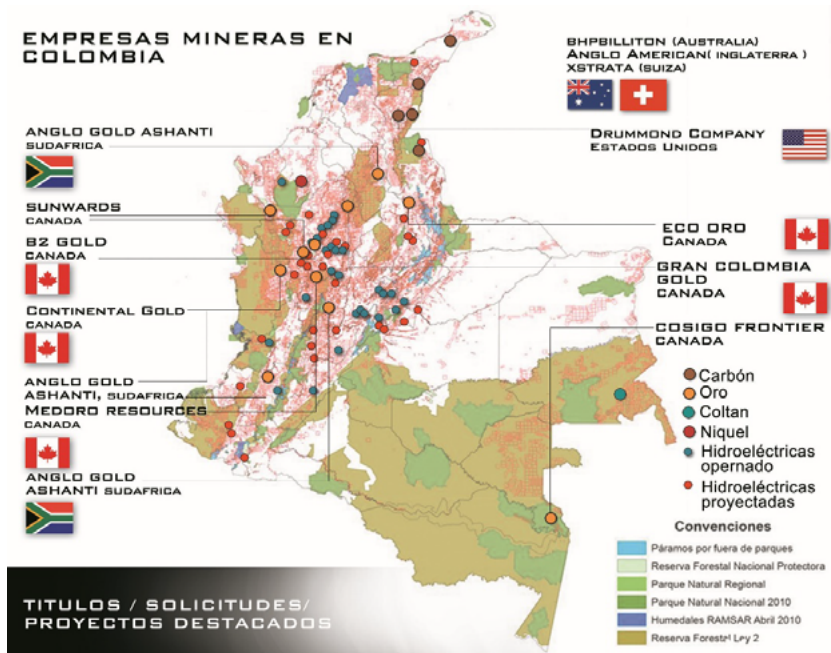 EMPRESAS MINERAS EN
COLOMBIA
BHPBILLITON (AUSTRALIA)
ANGLO AMERICAN( INGLATERRA )
XSTRATA (SUIZA)
ANGLO GOLD ASHANTI
SUDAFRICA
DRUMMOND COMPANY
ESTADOS UNIDOS
SUNWARDS
CANADA
B2 GOLD
CANADA
ECO ORO
CANADA
GRAN COLOMBIA
GOLD
CANADA
CONTINENTAL GOLD
CANADA
COSIGO FRONTIER
CANADA
ANGLO GOLD
ASHANTI, SUDAFRICA
MEDORO RESOURCES
CANADA
ANGLO GOLD
ASHANTI SUDAFRICA
Carbón
Oro
Coltan
Niquel
Hidroeléctricas
opernado
Hidroeléctricas
proyectadas
Convenciones
Páramos por fuera de parques
Reserva Forestal Nacional Protectora
Parque Natural Regional
Parque Natural Nacional 2010
Humedales RAMSAR Abril 2010
Reserva Forestel Ley 2
TITULOS / SOLICITUDES/
PROYECTOS DESTACADOS